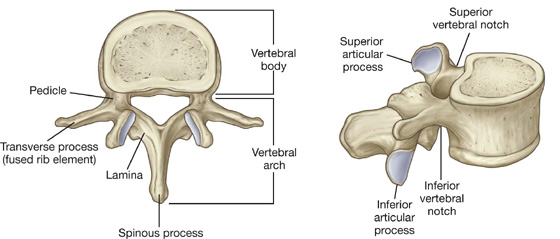 Vertebral
body
Pedicle
Transverse process
(fused rib element)
Lamina
Vertebral
arch
Spinous process
Superior
vertebral notch
Superior
articular
process
Inferior
vertebral
notch
Inferior
articular
process